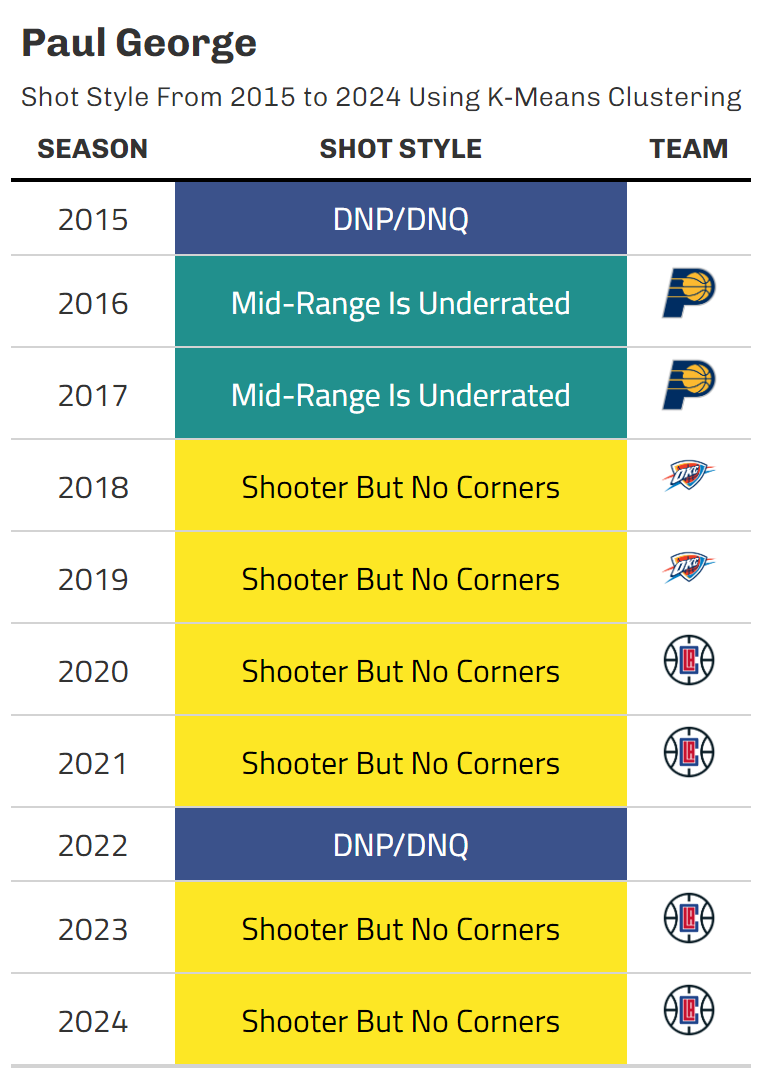 Paul George
Shot Style From 2015 to 2024 Using K-Means Clustering
SEASON SHOT STYLE TEAM
2015 DNP/DNQ
2016 Mid-Range Is Underrated
2017 Mid-Range Is Underrated
2018 Shooter But No Corners OKC
2019 Shooter But No Corners OKC
2020 Shooter But No Corners LAC
2021 Shooter But No Corners LAC
2022 DNP/DNQ
2023 Shooter But No Corners LAC
2024 Shooter But No Corners LAC